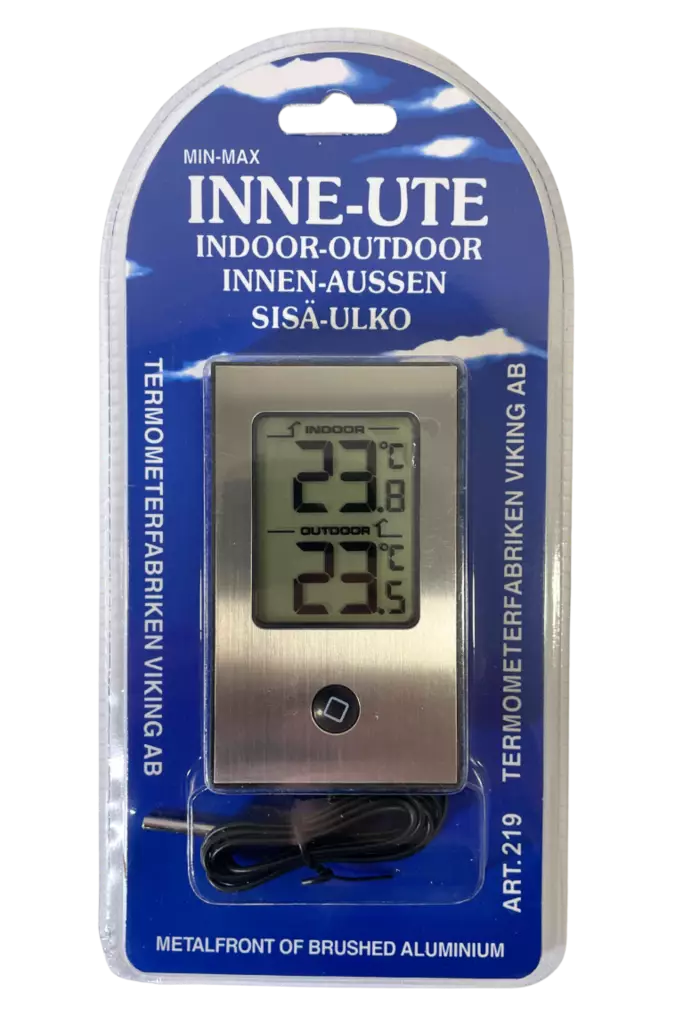 MIN-MAX
INNE-UTE
INDOOR-OUTDOOR
INNEN-AUSSEN
SISÄ-ULKO
TERMOMETERFABRIKEN VIKING AB
INDOOR
23.8 °C
OUTDOOR
23.5 °C
ART.219 TERMOMETERFABRIKEN VIKING AB
METALFRONT OF BRUSHED ALUMINIUM